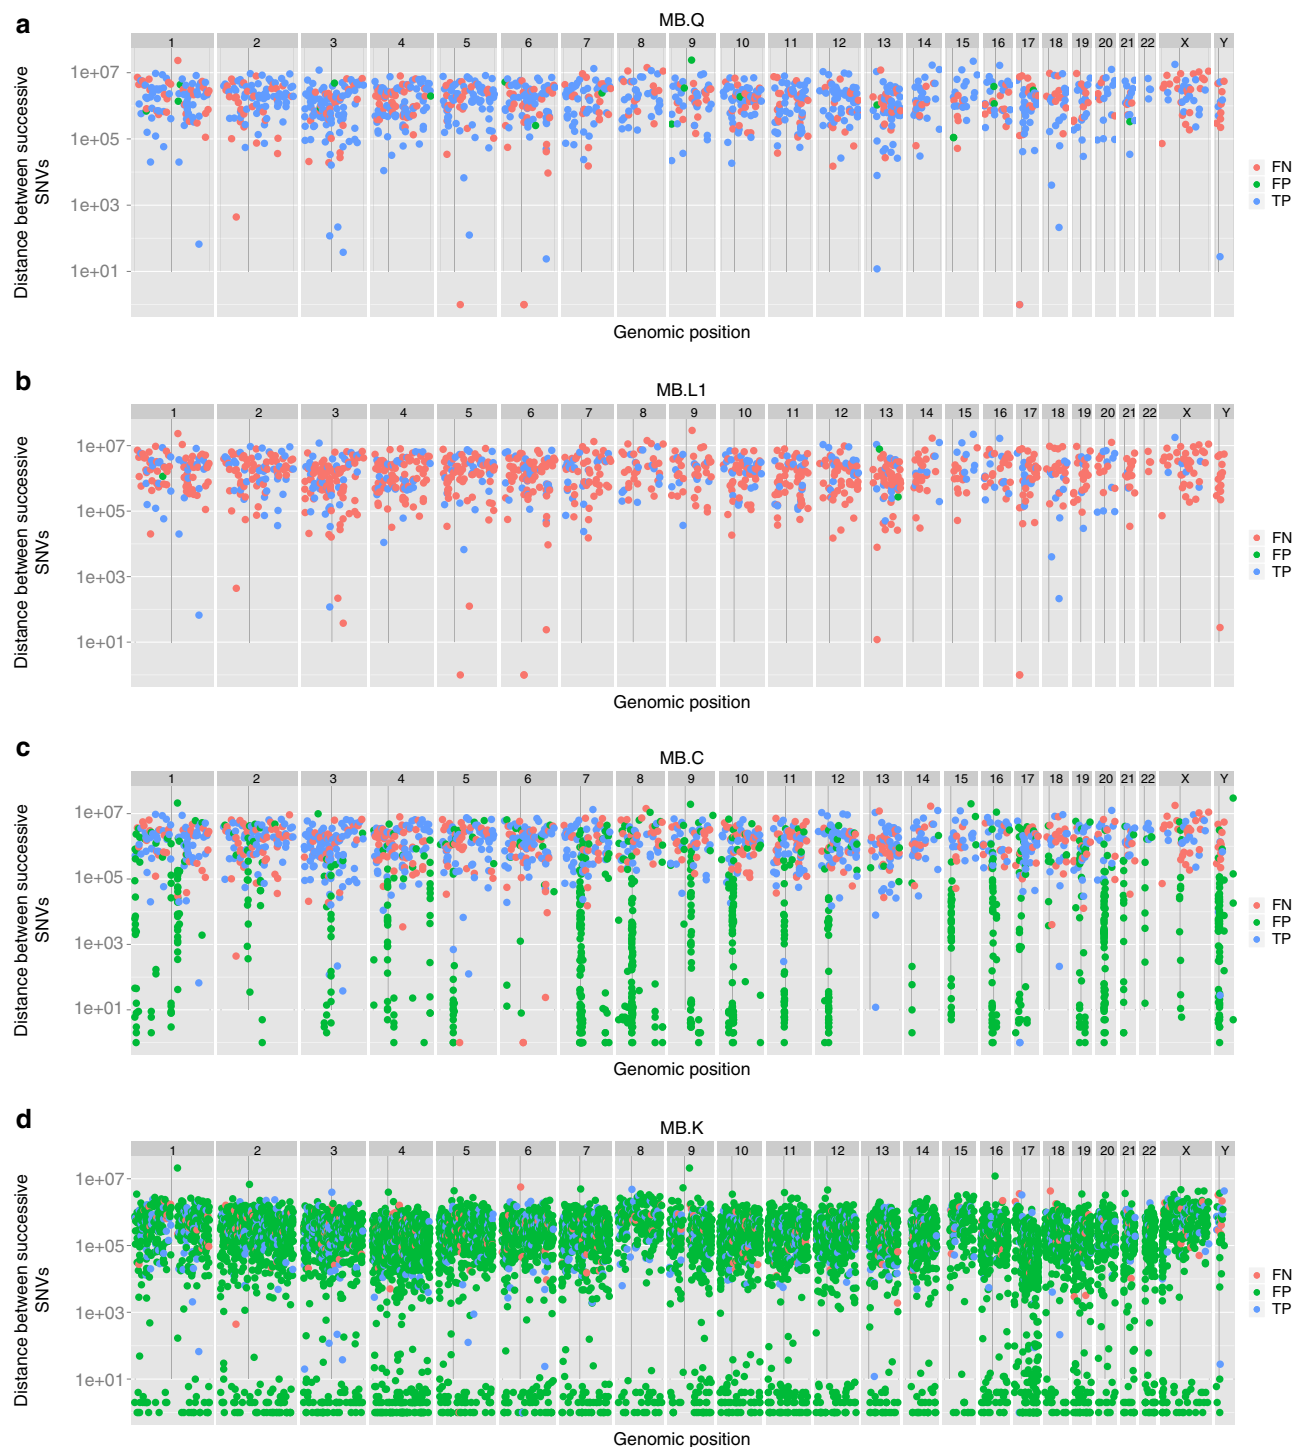 a
MB.Q
1 2 3 4 5 6 7 8 9 10 11 12 13 14 15 16 17 18 19 20 21 22 X Y
1e+07
1e+05
1e+03
1e+01
Distance between successive
SNVs
Genomic position
FN
FP
TP
b
MB.L1
1 2 3 4 5 6 7 8 9 10 11 12 13 14 15 16 17 18 19 20 21 22 X Y
1e+07
1e+05
1e+03
1e+01
Distance between successive
SNVs
Genomic position
FN
FP
TP
c
MB.C
1 2 3 4 5 6 7 8 9 10 11 12 13 14 15 16 17 18 19 20 21 22 X Y
1e+07
1e+05
1e+03
1e+01
Distance between successive
SNVs
Genomic position
FN
FP
TP
d
MB.K
1 2 3 4 5 6 7 8 9 10 11 12 13 14 15 16 17 18 19 20 21 22 X Y
1e+07
1e+05
1e+03
1e+01
Distance between successive
SNVs
Genomic position
FN
FP
TP